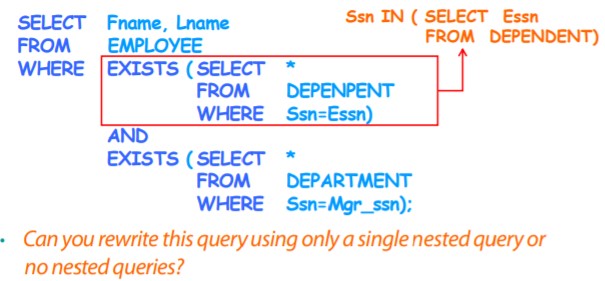 SELECT Fname, Lname
FROM EMPLOYEE
WHERE EXISTS ( SELECT *
FROM DEPENPENT
WHERE Ssn=Essn)
AND
EXISTS ( SELECT *
FROM DEPARTMENT
WHERE Ssn=Mgr_ssn);
Ssn IN ( SELECT Essn
FROM DEPENDENT)
• Can you rewrite this query using only a single nested query or
no nested queries?